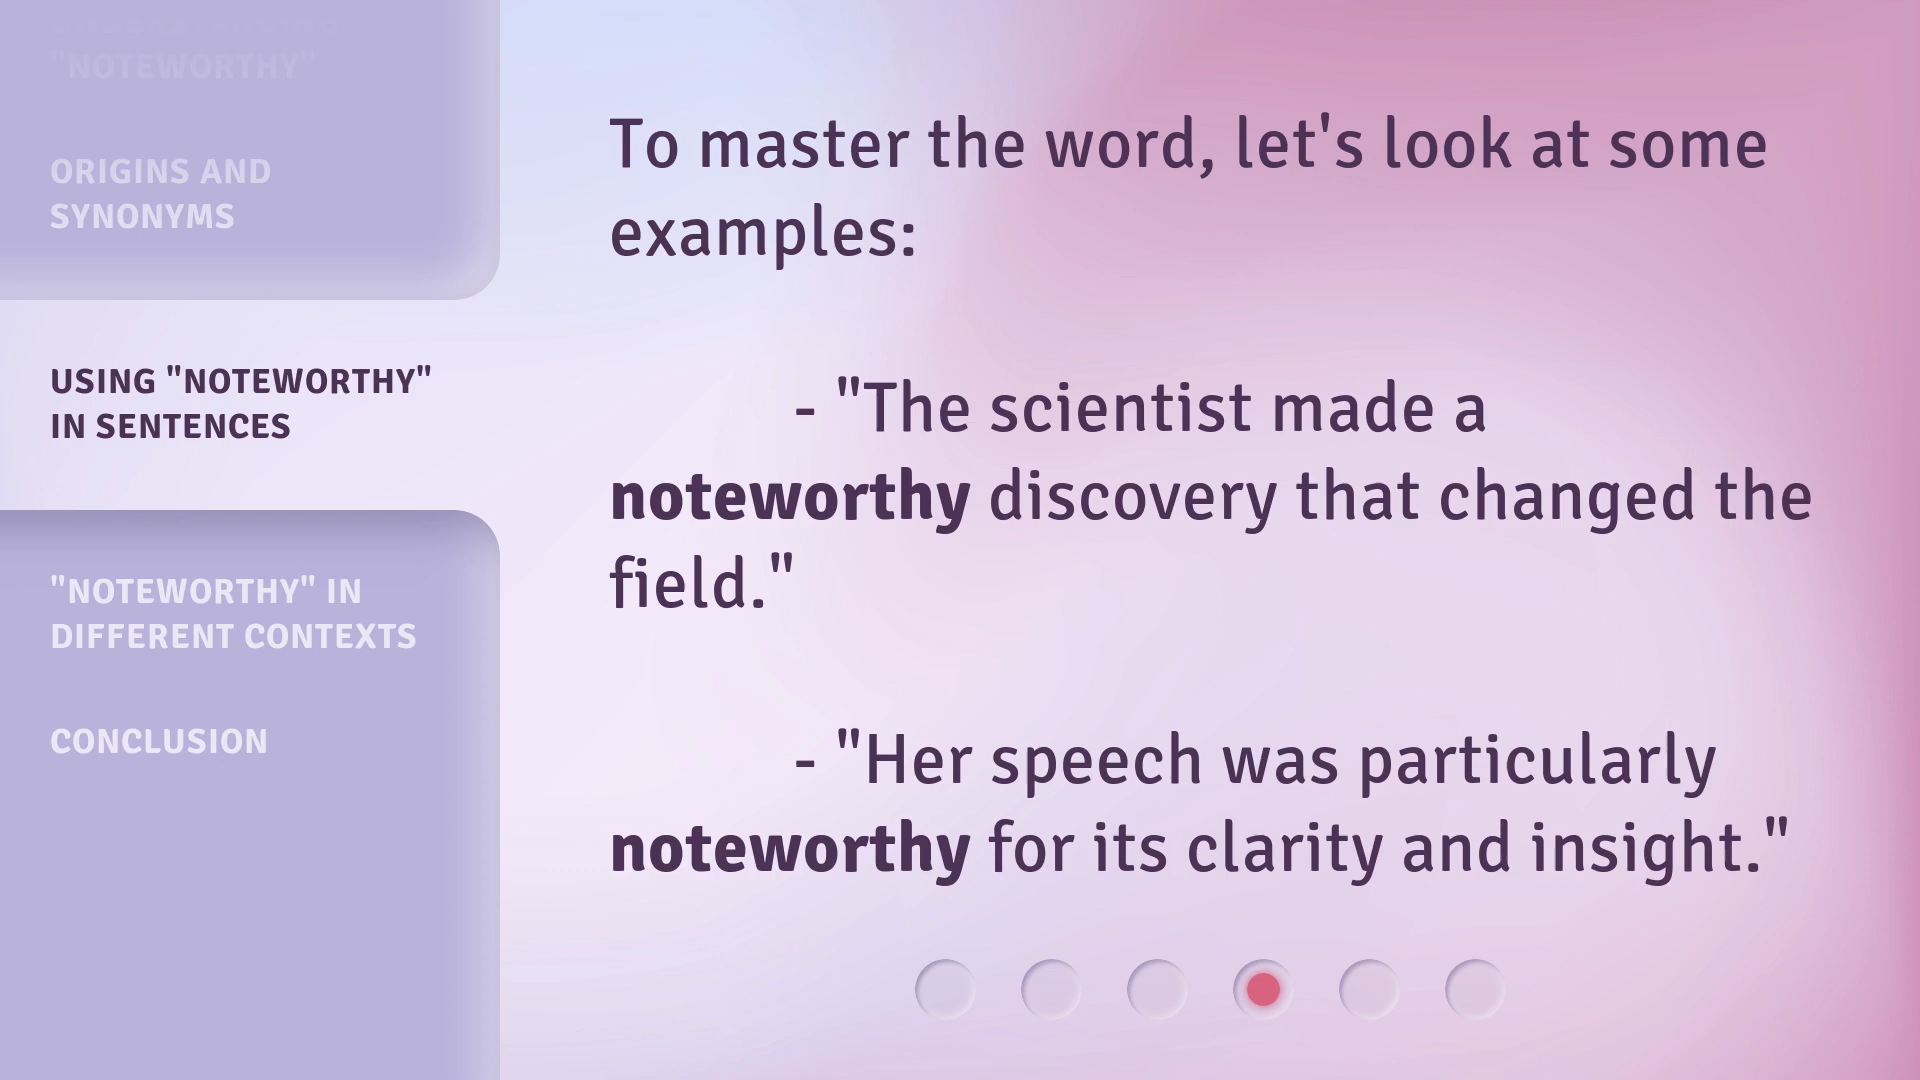 "NOTEWORTHY"
ORIGINS AND
SYNONYMS
USING "NOTEWORTHY"
IN SENTENCES
"NOTEWORTHY" IN
DIFFERENT CONTEXTS
CONCLUSION
To master the word, let's look at some
examples:
- "The scientist made a
noteworthy discovery that changed the
field."
- "Her speech was particularly
noteworthy for its clarity and insight."